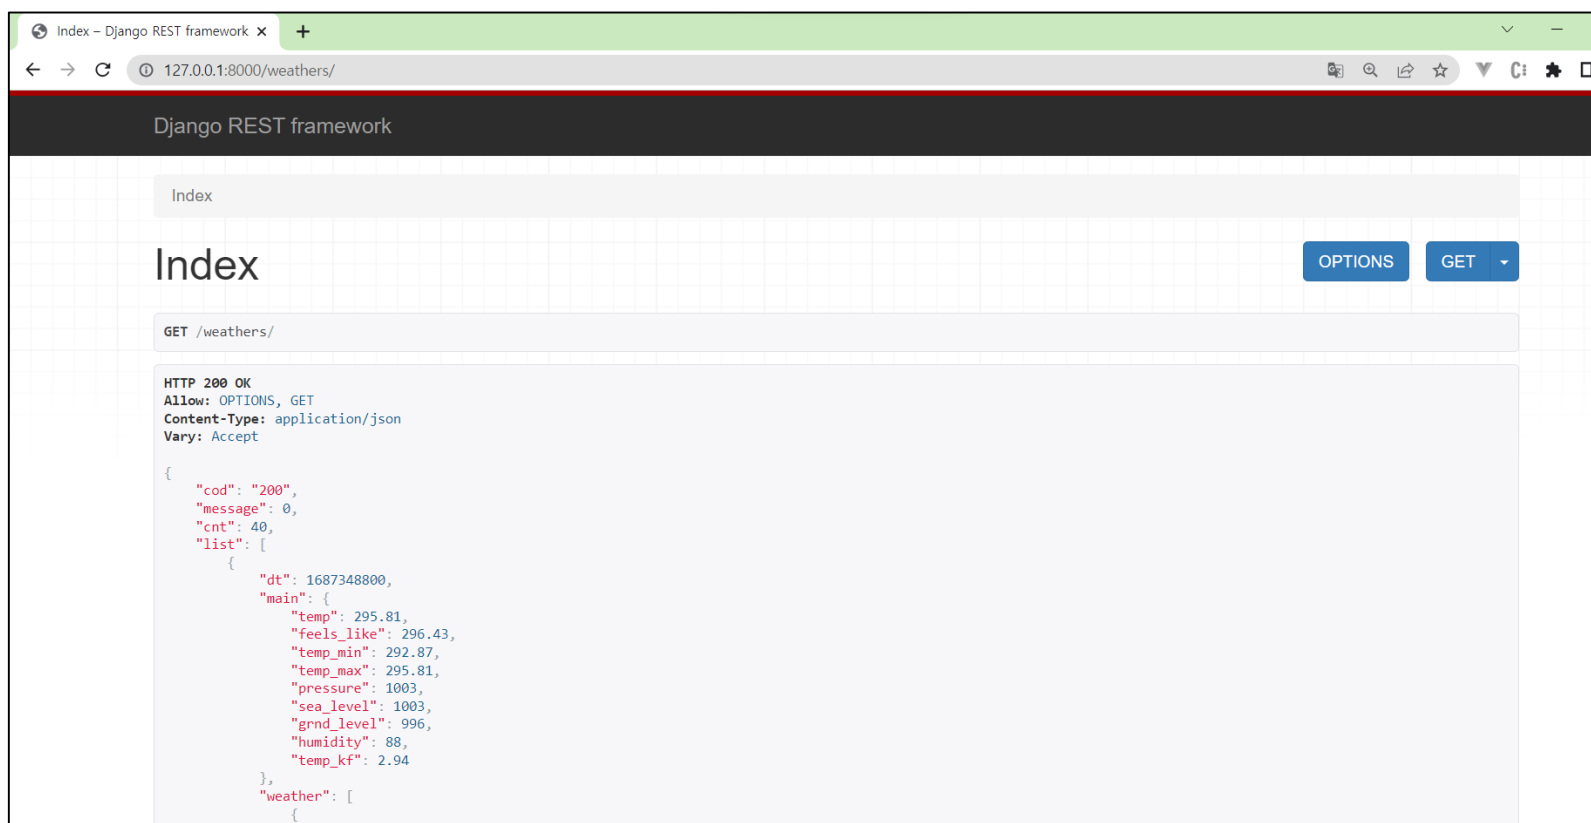 Index – Django REST framework
127.0.0.1:8000/weathers/
Django REST framework
Index
Index
OPTIONS
GET
GET /weathers/
HTTP 200 OK
Allow: OPTIONS, GET
Content-Type: application/json
Vary: Accept
{
    "cod": "200",
    "message": 0,
    "cnt": 40,
    "list": [
        {
            "dt": 1687348800,
            "main": {
                "temp": 295.81,
                "feels_like": 296.43,
                "temp_min": 292.87,
                "temp_max": 295.81,
                "pressure": 1003,
                "sea_level": 1003,
                "grnd_level": 996,
                "humidity": 88,
                "temp_kf": 2.94
            },
            "weather": [
                {